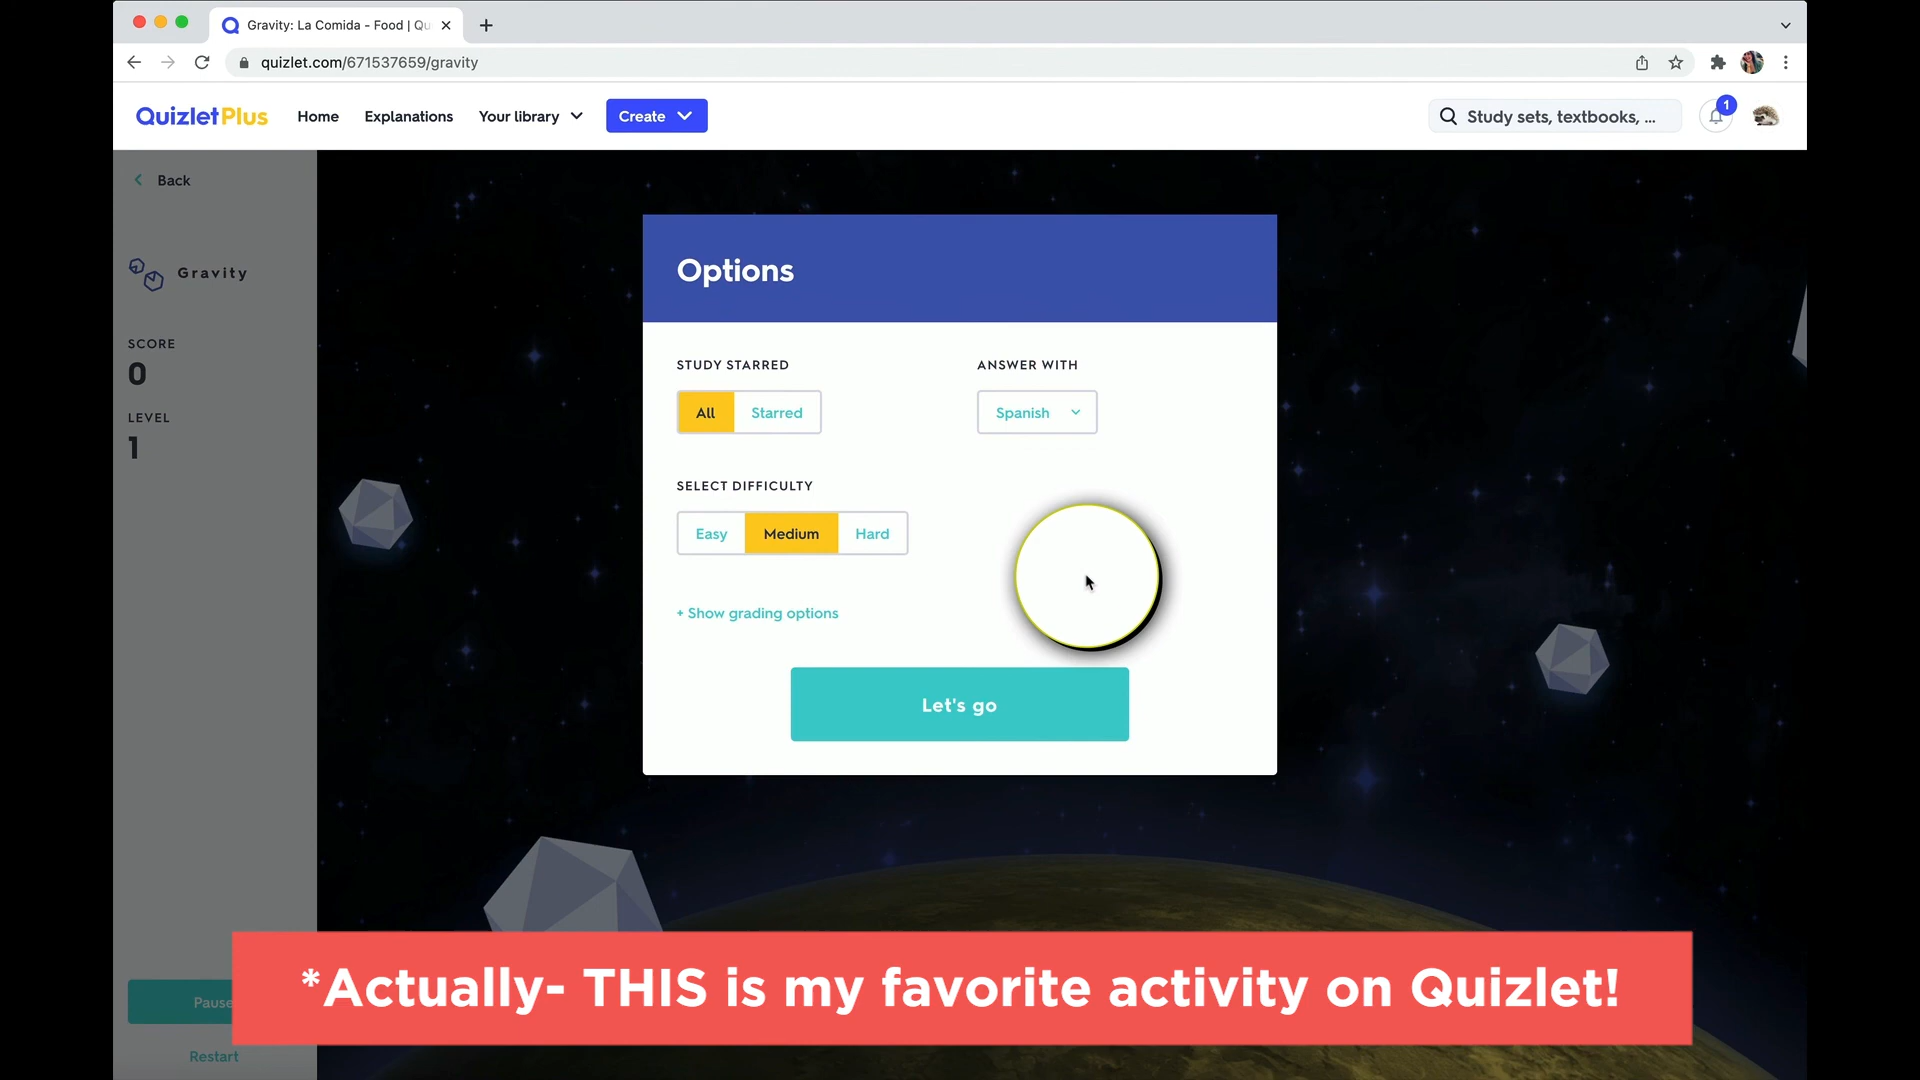 Gravity: La Comida - Food | Qu
quizlet.com/671537659/gravity
QuizletPlus
Home
Explanations
Your library
Create
Study sets, textbooks, ...
1
Back
Gravity
SCORE
0
LEVEL
1
Options
STUDY STARRED
All
Starred
ANSWER WITH
Spanish
SELECT DIFFICULTY
Easy
Medium
Hard
+ Show grading options
Let's go
Pause
*Actually- THIS is my favorite activity on Quizlet!
Restart